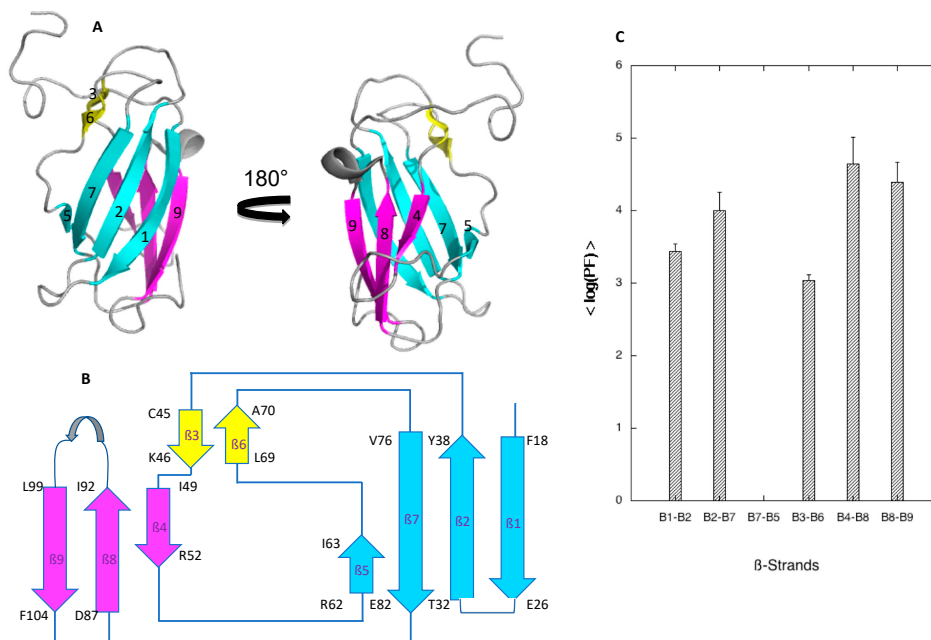 A
3
6
7
5
2
9
1
180°
9
8
4
7
5
B
C45
K46
ß3
A70
L69
ß6
L99
I92
I49
R52
ß4
V76
Y38
F18
ß7
ß2
ß1
I63
ß5
R62
E82
T32
E26
ß9
ß8
F104
D87
C
6
5
4
3
2
1
0
< log(PF) >
B1-B2 B2-B7 B7-B5 B3-B6 B4-B8 B8-B9
ß-Strands